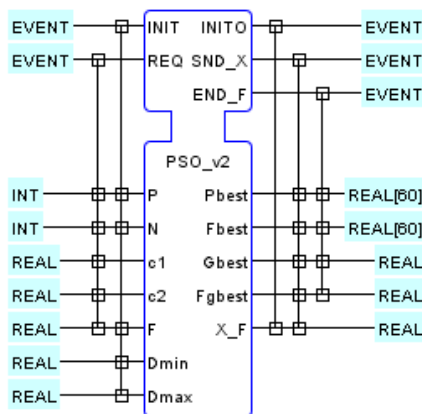 EVENT INIT INITO EVENT
EVENT REQ SND_X EVENT
END_F EVENT
PSO_v2
INT P Pbest REAL[60]
INT N Fbest REAL[60]
REAL c1 Gbest REAL
REAL c2 Fgbest REAL
REAL F X_F REAL
REAL Dmin
REAL Dmax